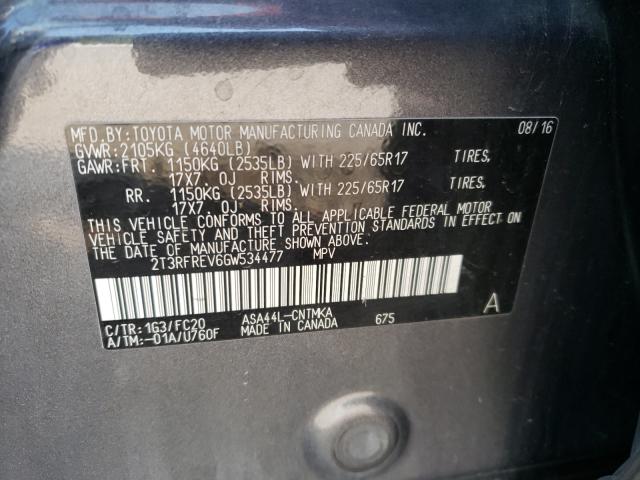 MFD.BY:TOYOTA MOTOR MANUFACTURING CANADA INC. 08/16
GVWR:2105KG (4640LB)
GAWR:FRT. 1150KG (2535LB) WITH 225/65R17 TIRES,
17X7 0J RIMS.
RR. 1150KG (2535LB) WITH 225/65R17 TIRES,
17X7 0J RIMS.
THIS VEHICLE CONFORMS TO ALL APPLICABLE FEDERAL MOTOR
VEHICLE SAFETY AND THEFT PREVENTION STANDARDS IN EFFECT ON
THE DATE OF MANUFACTURE SHOWN ABOVE.
2T3RFREV6GW534477 MPV
A
C/TR:1G3/FC20 ASA44L-CNTMKA 675
A/TM:-01A/U760F MADE IN CANADA